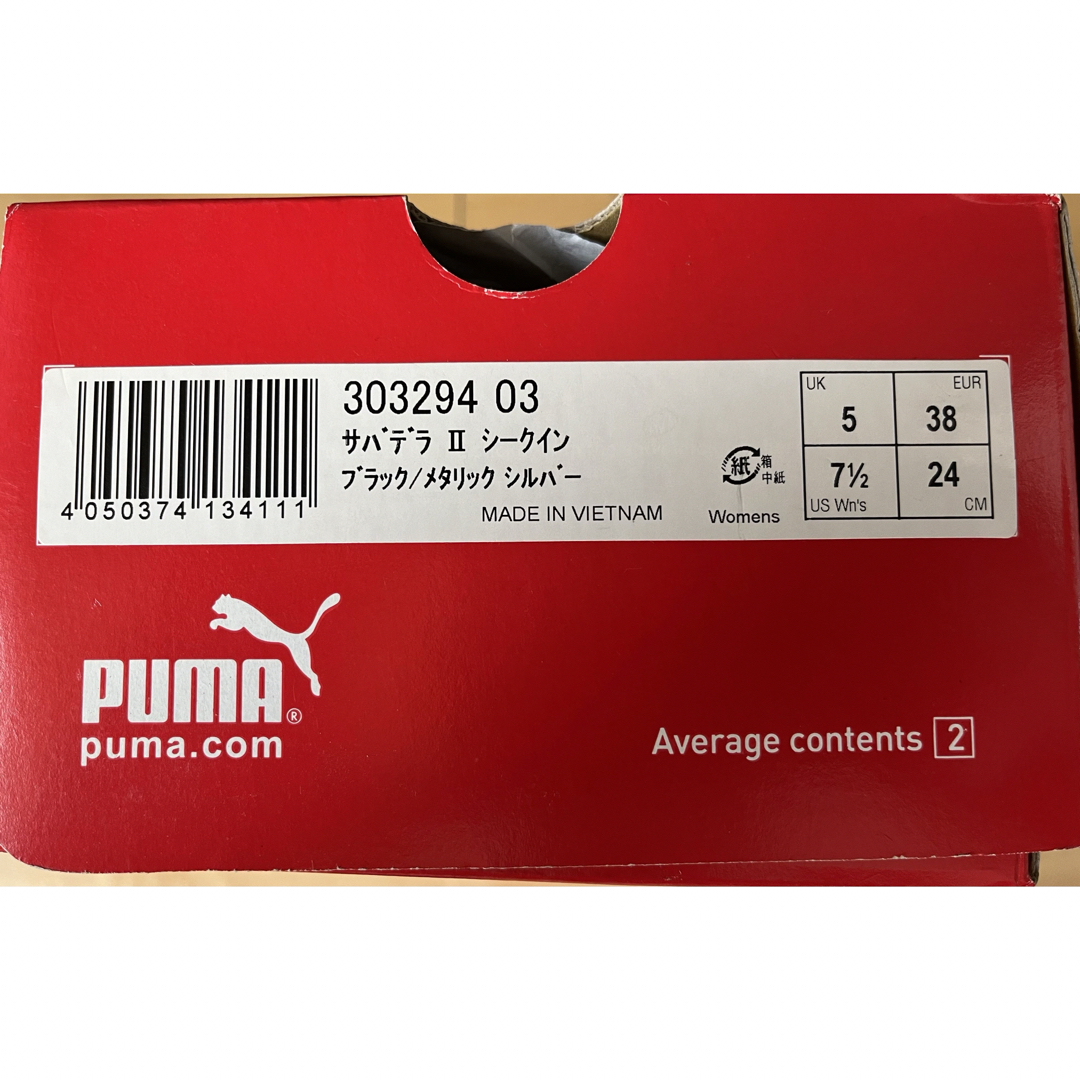 303294 03
サバデラ Ⅱ シークイン
ブラック/メタリック シルバー
4 050374 134111
MADE IN VIETNAM
紙 箱
中紙
Womens
UK 5
EUR 38
7½ US Wn's
24 CM
PUMA®
puma.com
Average contents 2